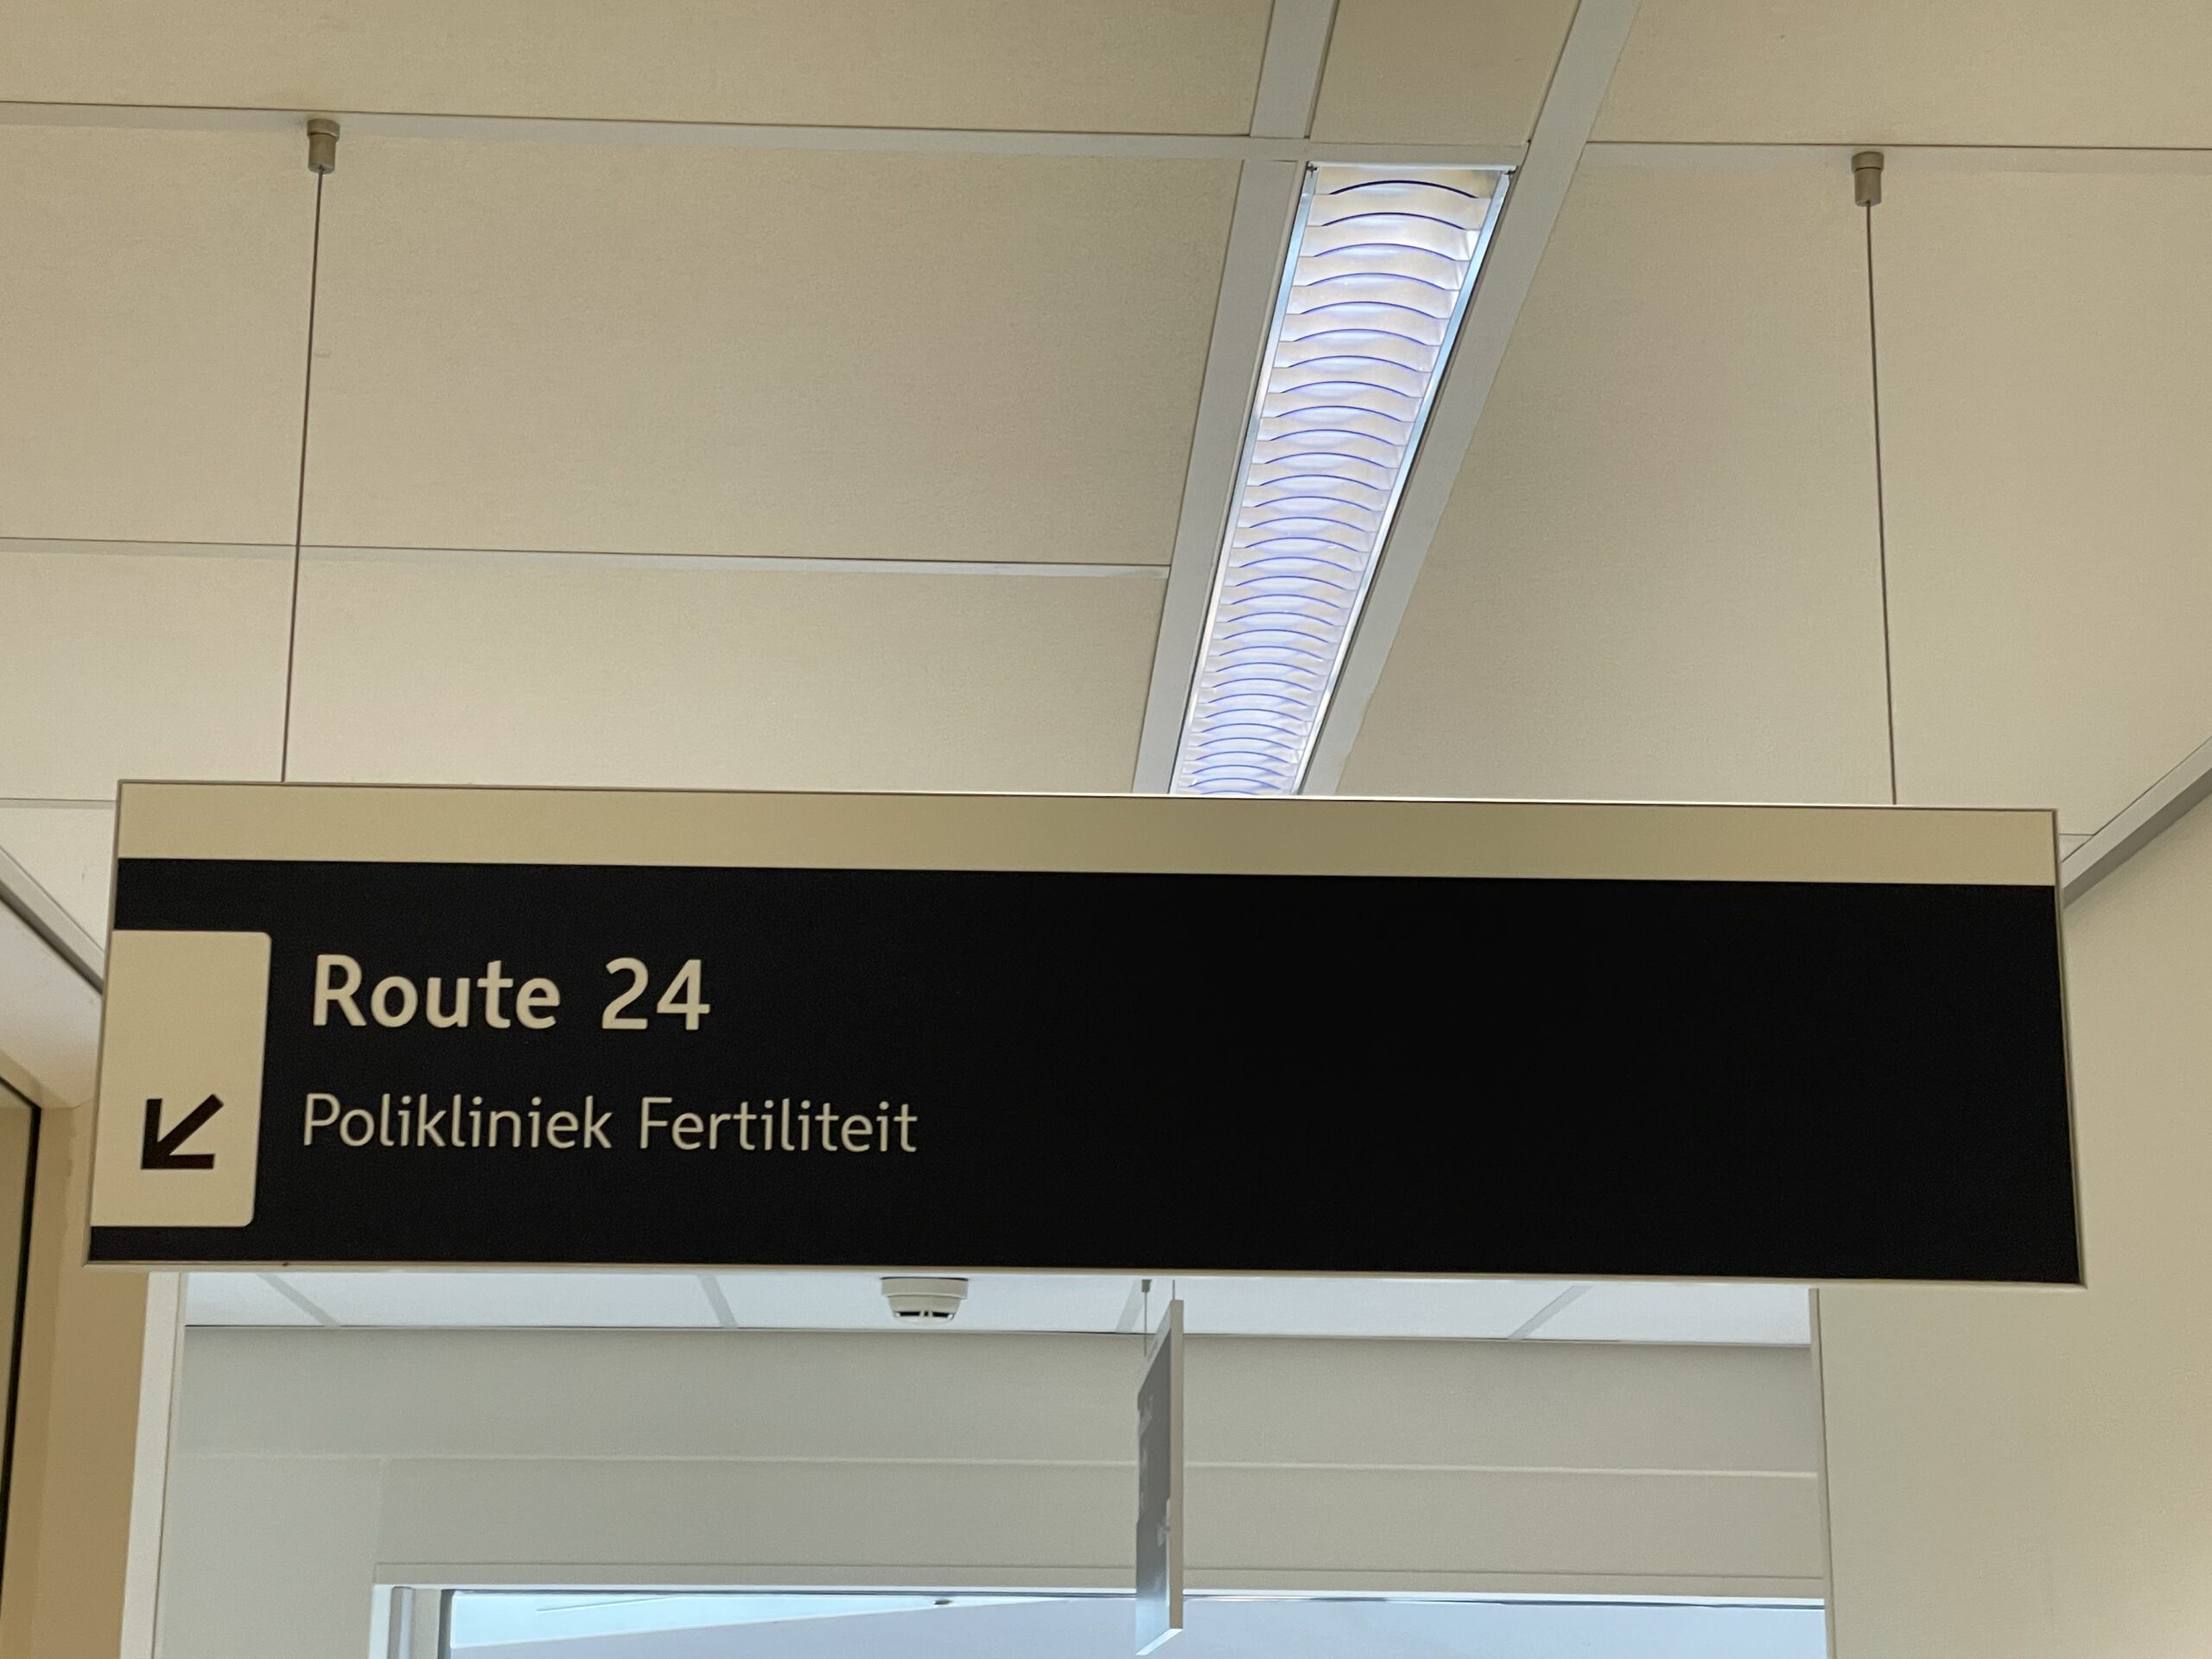 Route 24
Polikliniek Fertiliteit